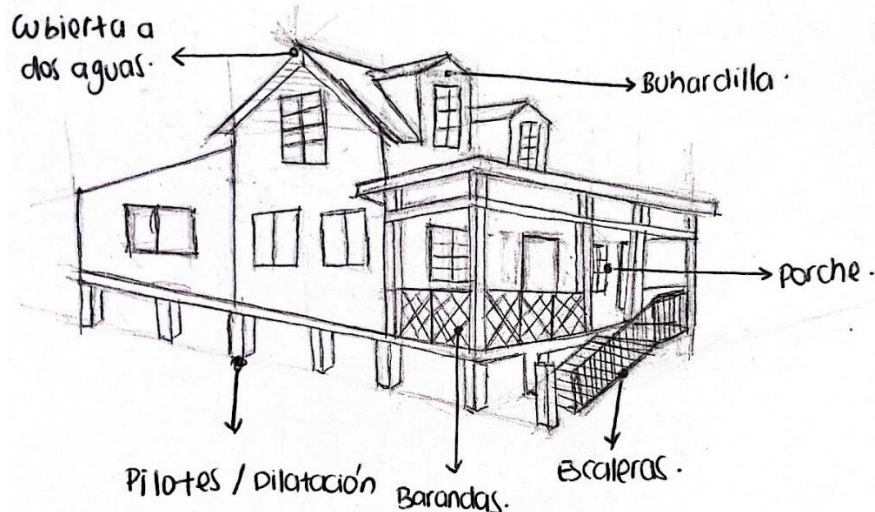 Cubierta a
dos aguas.
Buhardilla.
porche.
Pilotes / Dilatación
Barandas.
Escaleras.